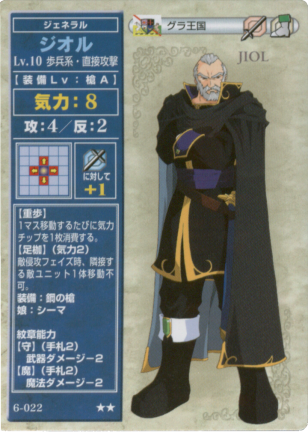 ジェネラル
グラ王国
ジオル
JIOL
Lv.10 歩兵系・直接攻撃
【装備Lv：槍A】
気力：8
攻：4／反：2
に対して
+1
【重歩】
1マス移動するたびに気力
チップを1枚消費する。
【足枷】（気力2）
敵侵攻フェイズ時、隣接す
る敵ユニット1体移動不
可。
装備：鋼の槍
娘：シーマ
紋章能力
【守】（手札2）
武器ダメージ－2
【魔】（手札2）
魔法ダメージ－2
6-022
★★